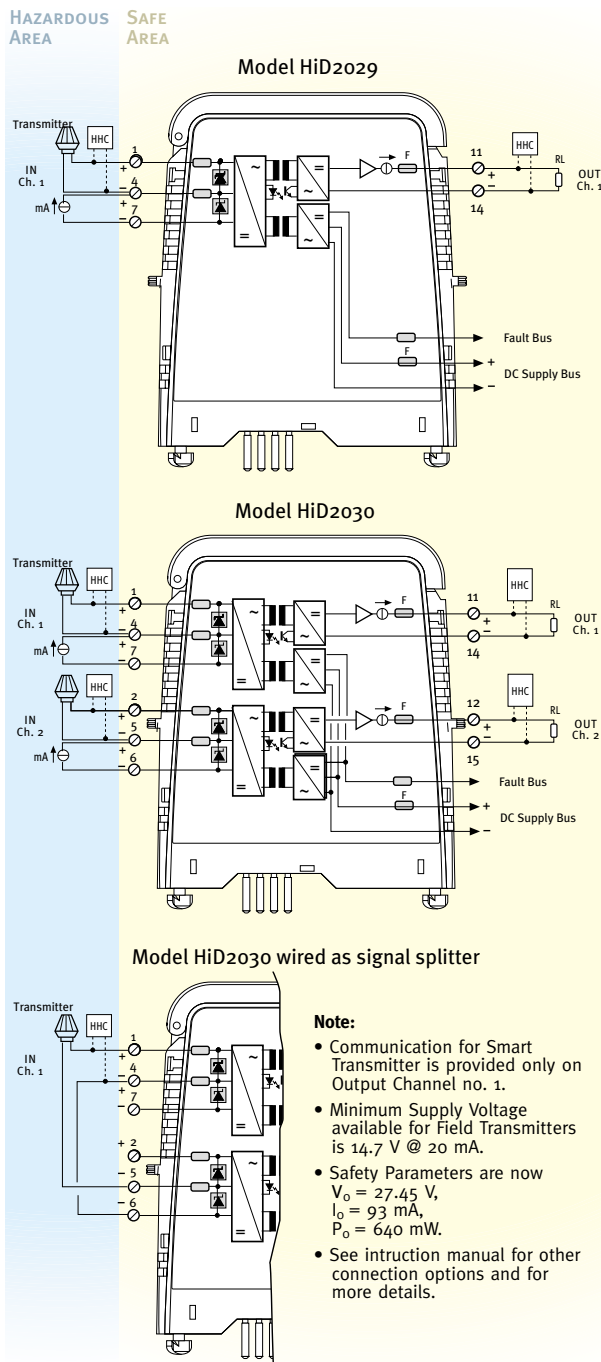 HAZARDOUS AREA
SAFE AREA
Model HiD2029
Transmitter
HHC
IN
Ch. 1
mA
1
+
4
−
+
7
−
F
11
+
−
14
HHC
RL
OUT
Ch. 1
Fault Bus
F
+
DC Supply Bus
−
Model HiD2030
Transmitter
HHC
IN
Ch. 1
mA
1
+
4
−
+
7
−
F
11
+
−
14
HHC
RL
OUT
Ch. 1
HHC
IN
Ch. 2
mA
2
+
5
−
+
6
−
F
12
+
−
15
HHC
RL
OUT
Ch. 2
Fault Bus
F
+
DC Supply Bus
−
Model HiD2030 wired as signal splitter
Transmitter
HHC
IN
Ch. 1
1
+
4
−
+
7
−
+ 2
− 5
− 6
Note:
• Communication for Smart
Transmitter is provided only on
Output Channel no. 1.
• Minimum Supply Voltage
available for Field Transmitters
is 14.7 V @ 20 mA.
• Safety Parameters are now
Vo = 27.45 V,
Io = 93 mA,
Po = 640 mW.
• See intruction manual for other
connection options and for
more details.